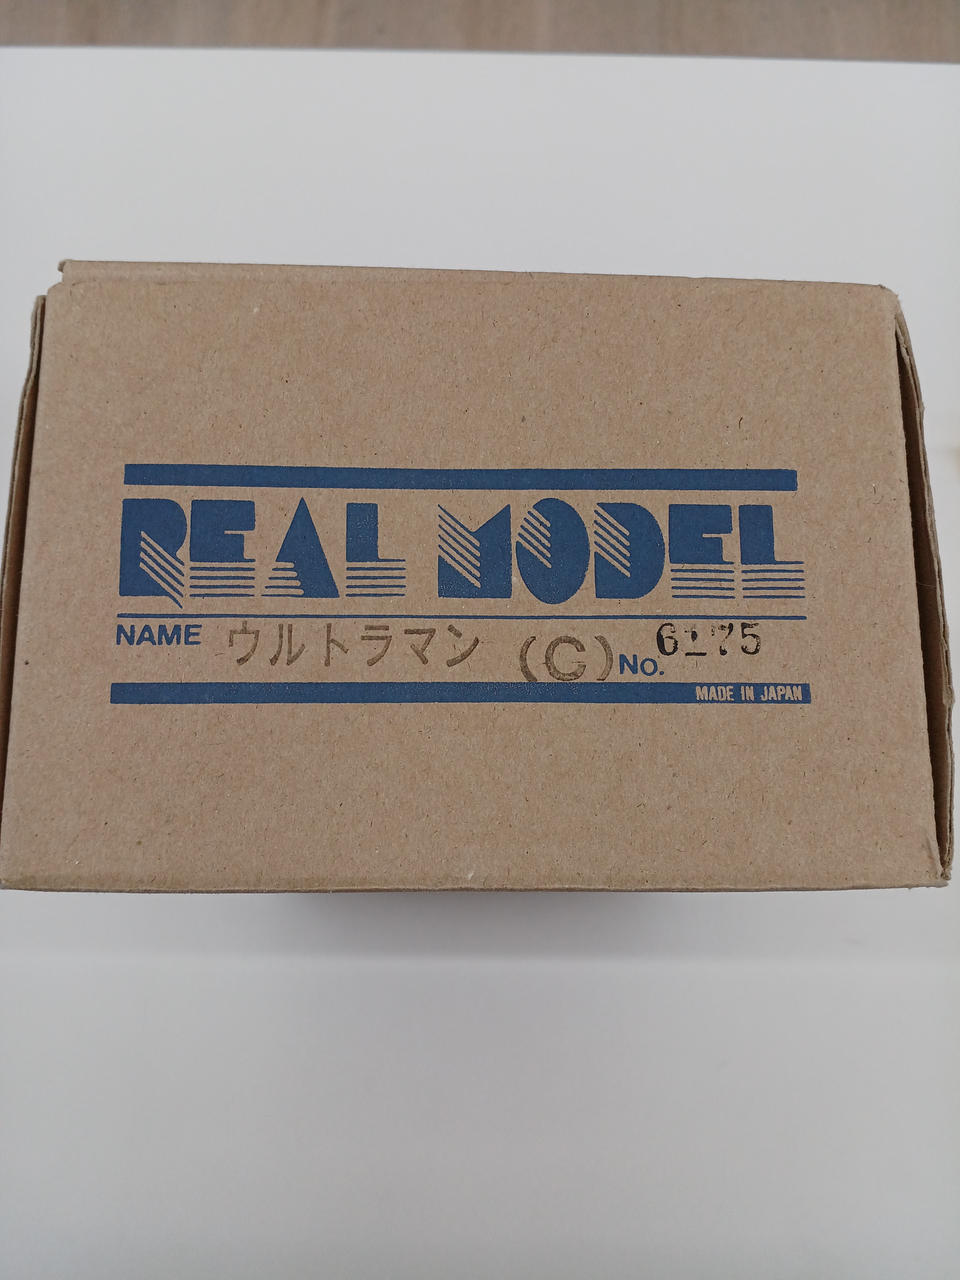 REAL MODEL
NAME ウルトラマン (C) No. 6175
MADE IN JAPAN